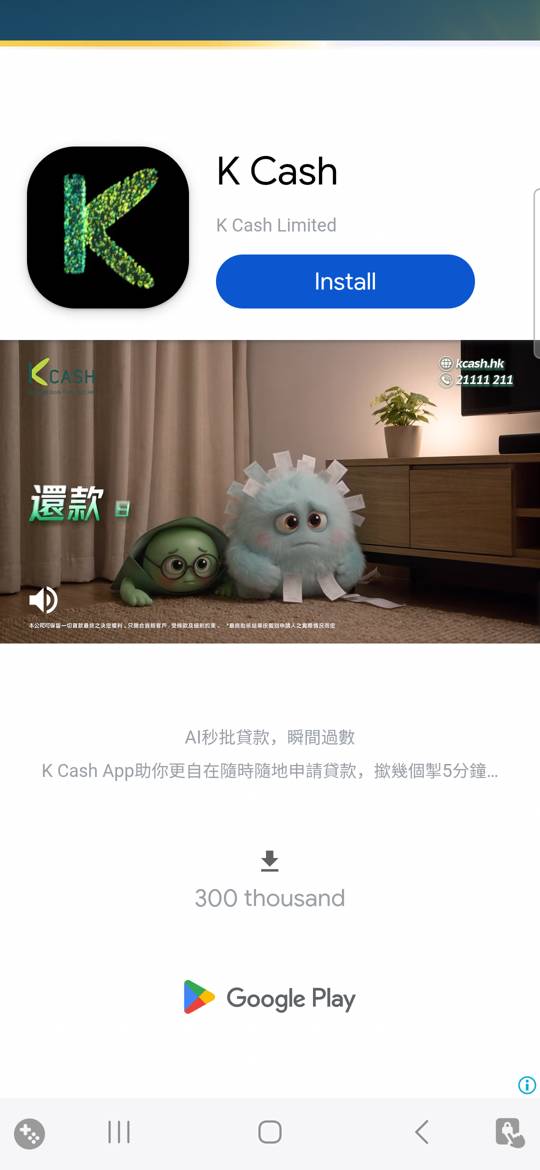 K Cash
K Cash Limited
Install
K CASH
kcash.hk
21111 211
還款 日
AI秒批貸款，瞬間過數
K Cash App助你更自在隨時隨地申請貸款，撳幾個掣5分鐘...
300 thousand
Google Play